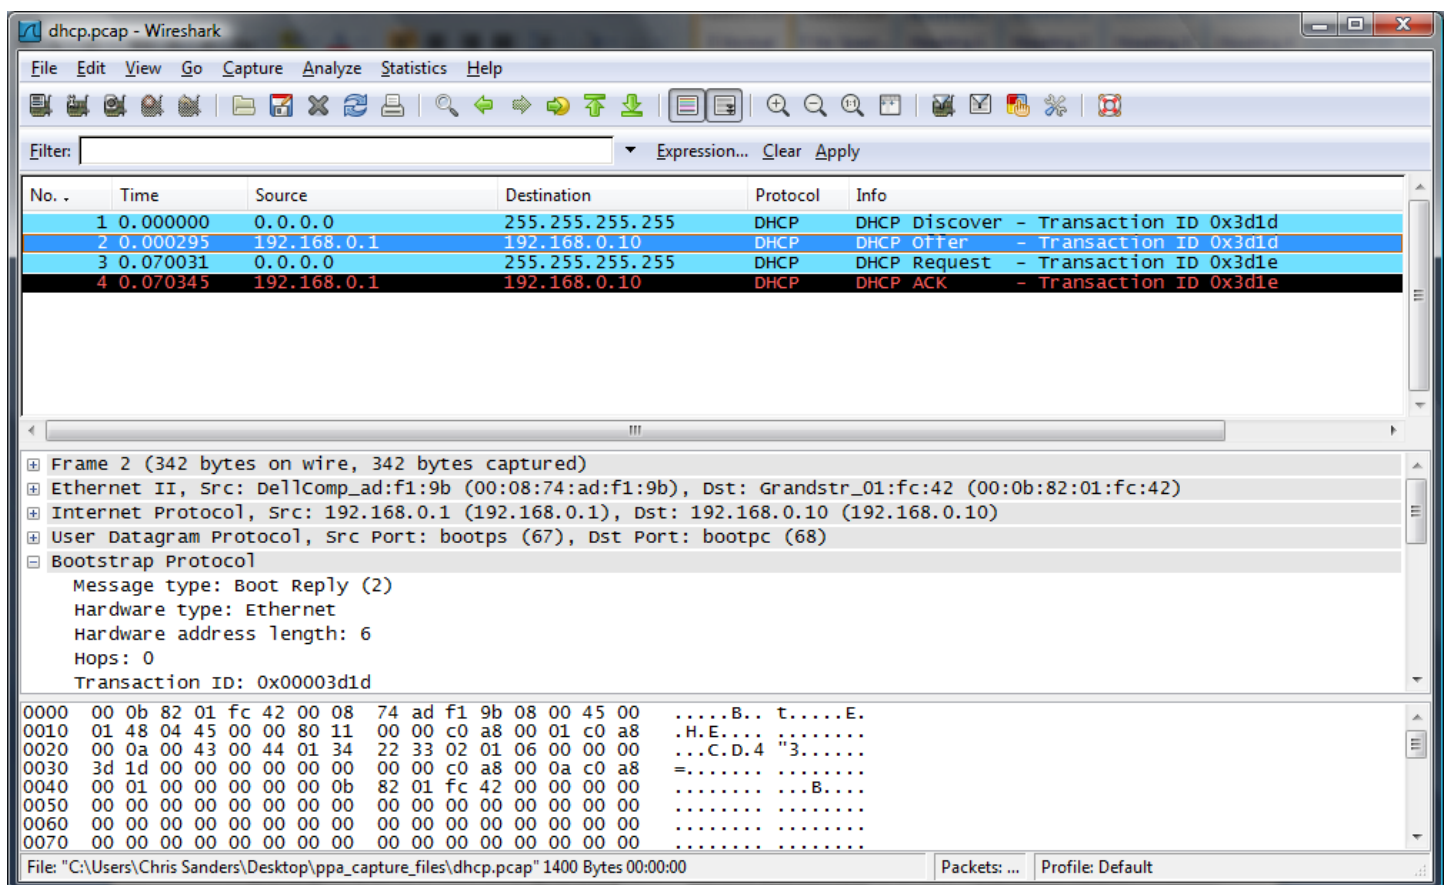 dhcp.pcap - Wireshark
File Edit View Go Capture Analyze Statistics Help
Filter: Expression... Clear Apply
No. . Time Source Destination Protocol Info
1 0.000000 0.0.0.0 255.255.255.255 DHCP DHCP Discover - Transaction ID 0x3d1d
2 0.000295 192.168.0.1 192.168.0.10 DHCP DHCP Offer - Transaction ID 0x3d1d
3 0.070031 0.0.0.0 255.255.255.255 DHCP DHCP Request - Transaction ID 0x3d1e
4 0.070345 192.168.0.1 192.168.0.10 DHCP DHCP ACK - Transaction ID 0x3d1e
Frame 2 (342 bytes on wire, 342 bytes captured)
Ethernet II, Src: DellComp_ad:f1:9b (00:08:74:ad:f1:9b), Dst: Grandstr_01:fc:42 (00:0b:82:01:fc:42)
Internet Protocol, Src: 192.168.0.1 (192.168.0.1), Dst: 192.168.0.10 (192.168.0.10)
User Datagram Protocol, Src Port: bootps (67), Dst Port: bootpc (68)
Bootstrap Protocol
Message type: Boot Reply (2)
Hardware type: Ethernet
Hardware address length: 6
Hops: 0
Transaction ID: 0x00003d1d
0000 00 0b 82 01 fc 42 00 08 74 ad f1 9b 08 00 45 00 .....B.. t.....E.
0010 01 48 04 45 00 00 80 11 00 00 c0 a8 00 01 c0 a8 .H.E.... ........
0020 00 0a 00 43 00 44 01 34 22 33 02 01 06 00 00 00 ...C.D.4 "3......
0030 3d 1d 00 00 00 00 00 00 00 00 c0 a8 00 0a c0 a8 =....... ........
0040 00 01 00 00 00 00 00 0b 82 01 fc 42 00 00 00 00 ........ ...B....
0050 00 00 00 00 00 00 00 00 00 00 00 00 00 00 00 00 ........ ........
0060 00 00 00 00 00 00 00 00 00 00 00 00 00 00 00 00 ........ ........
0070 00 00 00 00 00 00 00 00 00 00 00 00 00 00 00 00 ........ ........
File: "C:\Users\Chris Sanders\Desktop\ppa_capture_files\dhcp.pcap" 1400 Bytes 00:00:00 Packets: ... Profile: Default